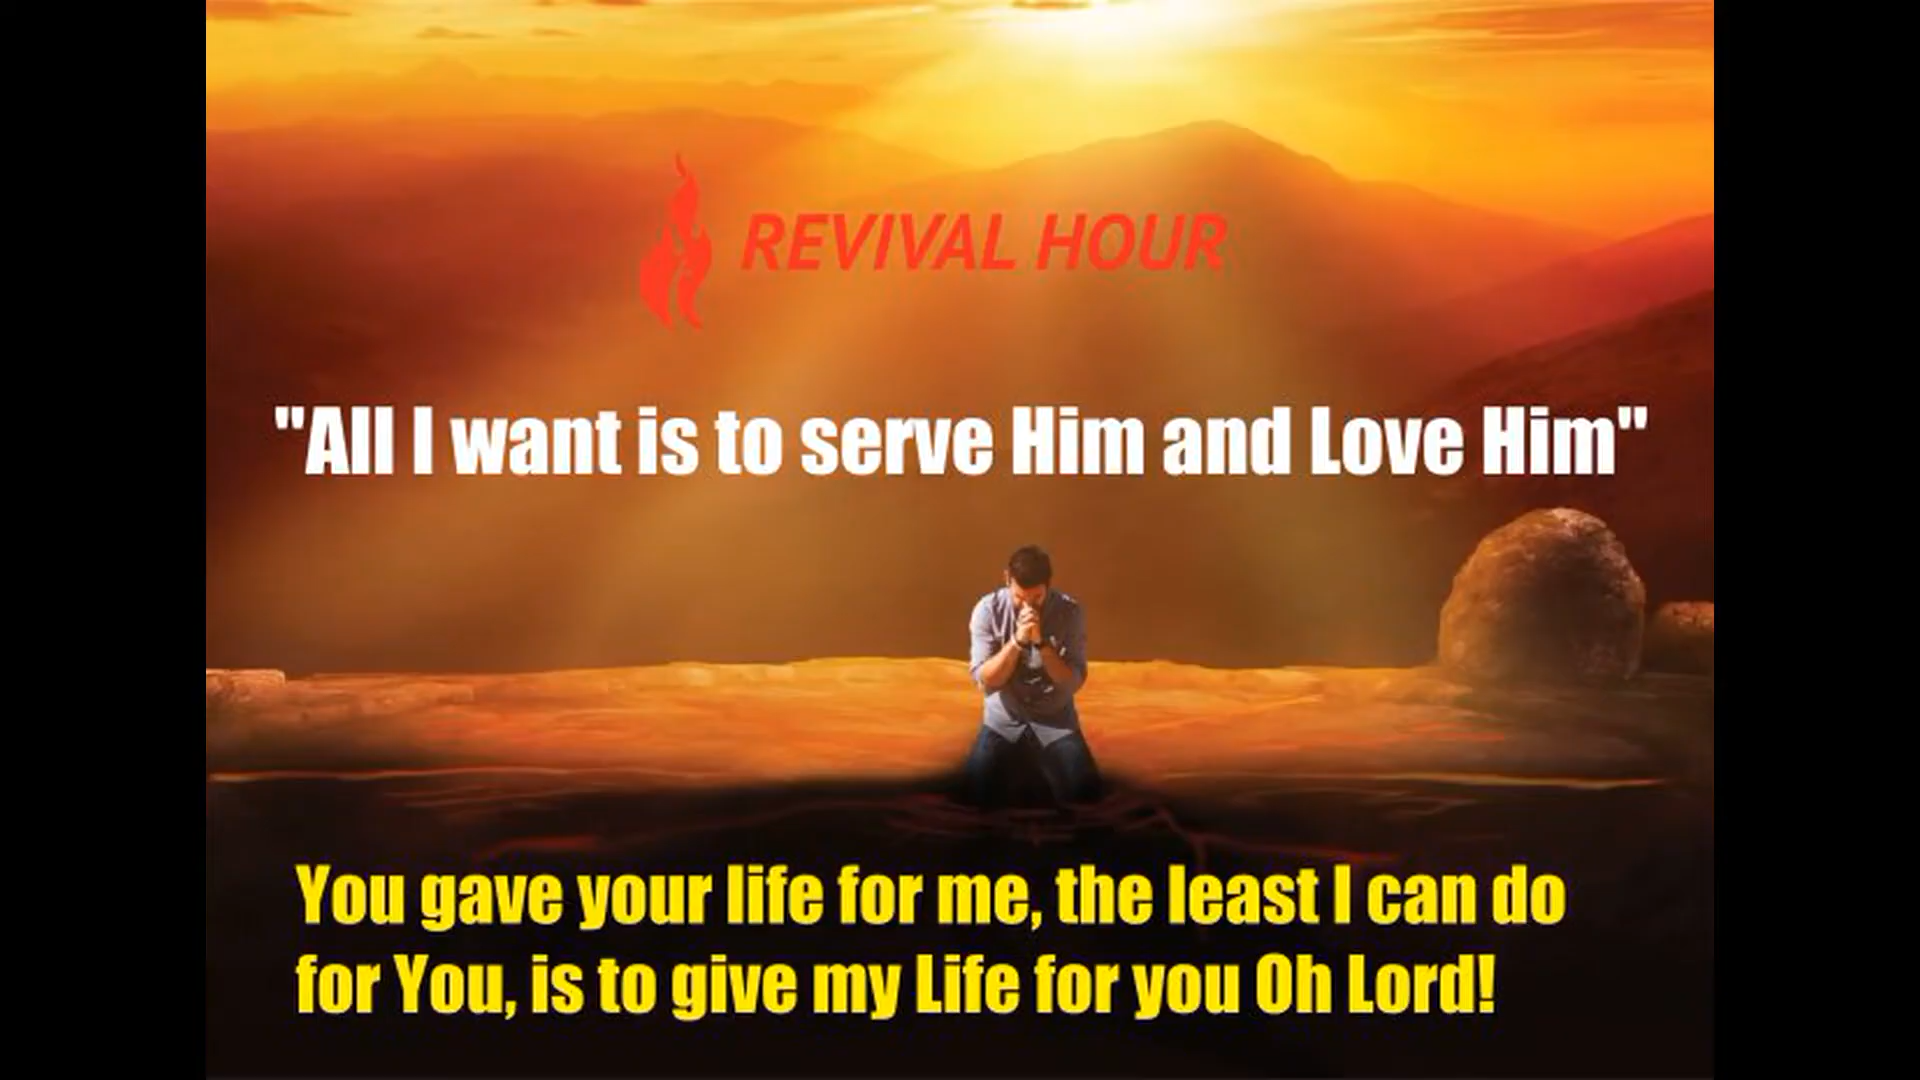 REVIVAL HOUR
"All I want is to serve Him and Love Him"
You gave your life for me, the least I can do
for You, is to give my Life for you Oh Lord!